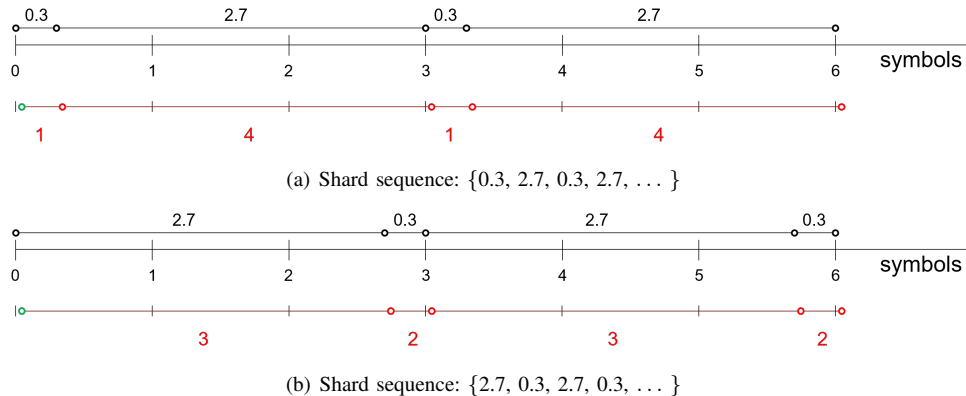 0.3 2.7 0.3 2.7
0 1 2 3 4 5 6 symbols
1 4 1 4
(a) Shard sequence: {0.3, 2.7, 0.3, 2.7, ... }
2.7 0.3 2.7 0.3
0 1 2 3 4 5 6 symbols
3 2 3 2
(b) Shard sequence: {2.7, 0.3, 2.7, 0.3, ... }